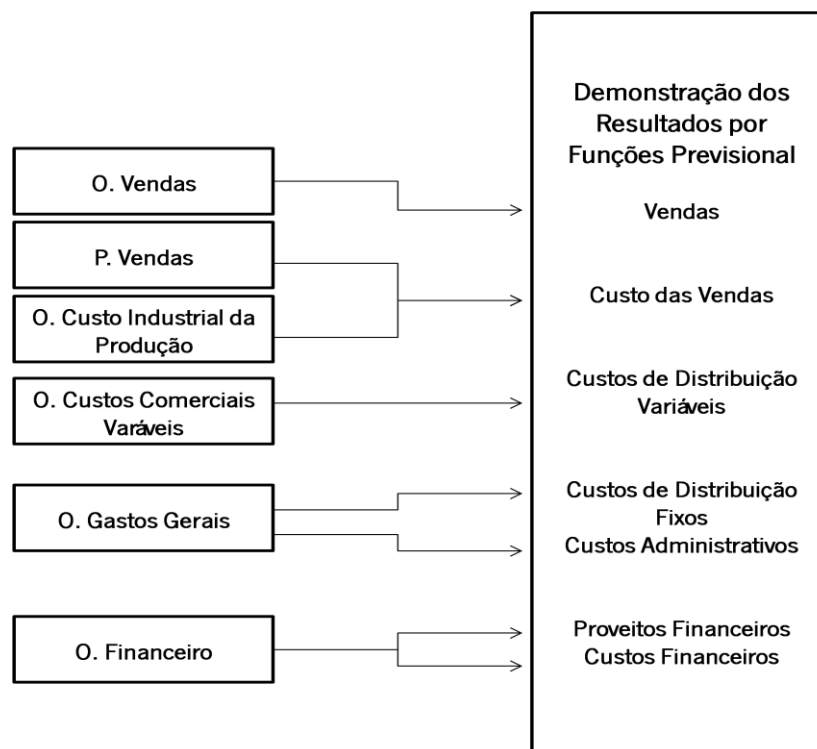 Demonstração dos
Resultados por
Funções Previsional
O. Vendas
Vendas
P. Vendas
Custo das Vendas
O. Custo Industrial da
Produção
O. Custos Comerciais
Varáveis
Custos de Distribuição
Variáveis
O. Gastos Gerais
Custos de Distribuição
Fixos
Custos Administrativos
O. Financeiro
Proveitos Financeiros
Custos Financeiros